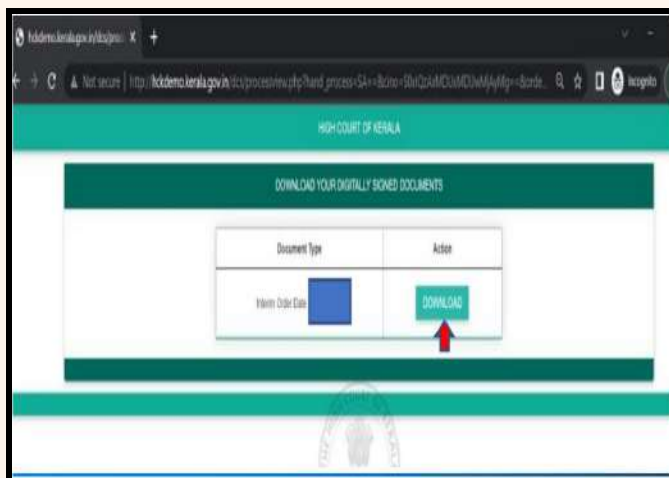 Not secure
hckdemo.kerala.gov.in
Incognito
HIGH COURT OF KERALA
DOWNLOAD YOUR DIGITALLY SIGNED DOCUMENTS
Document Type Action
Interim Order Date DOWNLOAD